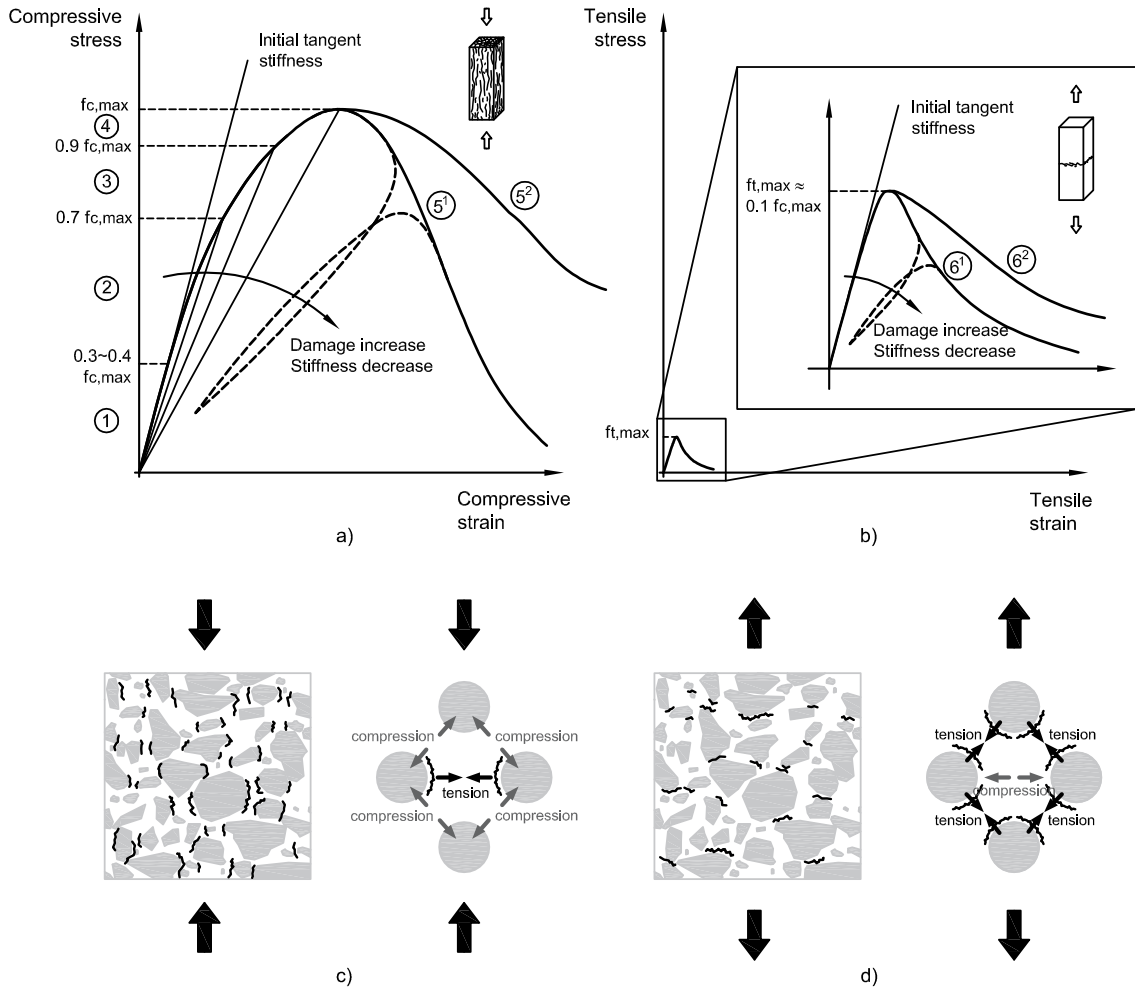 Compressive
stress
Initial tangent
stiffness
fc,max
4
0.9 fc,max
3
0.7 fc,max
2
0.3~0.4
fc,max
1
5¹
5²
Damage increase
Stiffness decrease
Compressive
strain
a)
Tensile
stress
Initial tangent
stiffness
ft,max ≈
0.1 fc,max
6¹
6²
Damage increase
Stiffness decrease
ft,max
Tensile
strain
b)
compression compression
tension
compression compression
c)
tension tension
compression
tension tension
d)